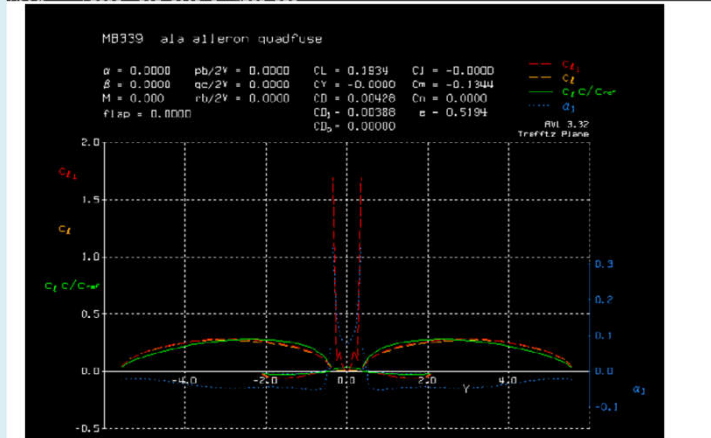 MB339 ala aileron quadfuse
α = 0.0000 pb/2V = 0.0000 CL = 0.1934 Cl = -0.0000
β = 0.0000 qc/2V = 0.0000 CY = -0.0000 Cm = -0.1344
M = 0.000 rb/2V = 0.0000 CD = 0.00428 Cn = 0.0000
flap = 0.0000 CDi = 0.00388 e = 0.5194
CDp = 0.00000
Cℓ⊥
Cℓ
Cℓ C/Cref
αi
AVL 3.32
Trefftz Plane
2.0
Cℓ⊥
1.5
Cℓ
1.0
0.3
Cℓ C/Cref
0.2
0.5
0.1
0.0 0.0
-4.0 -2.0 0.0 2.0 Y 4.0
αi
-0.1
-0.5